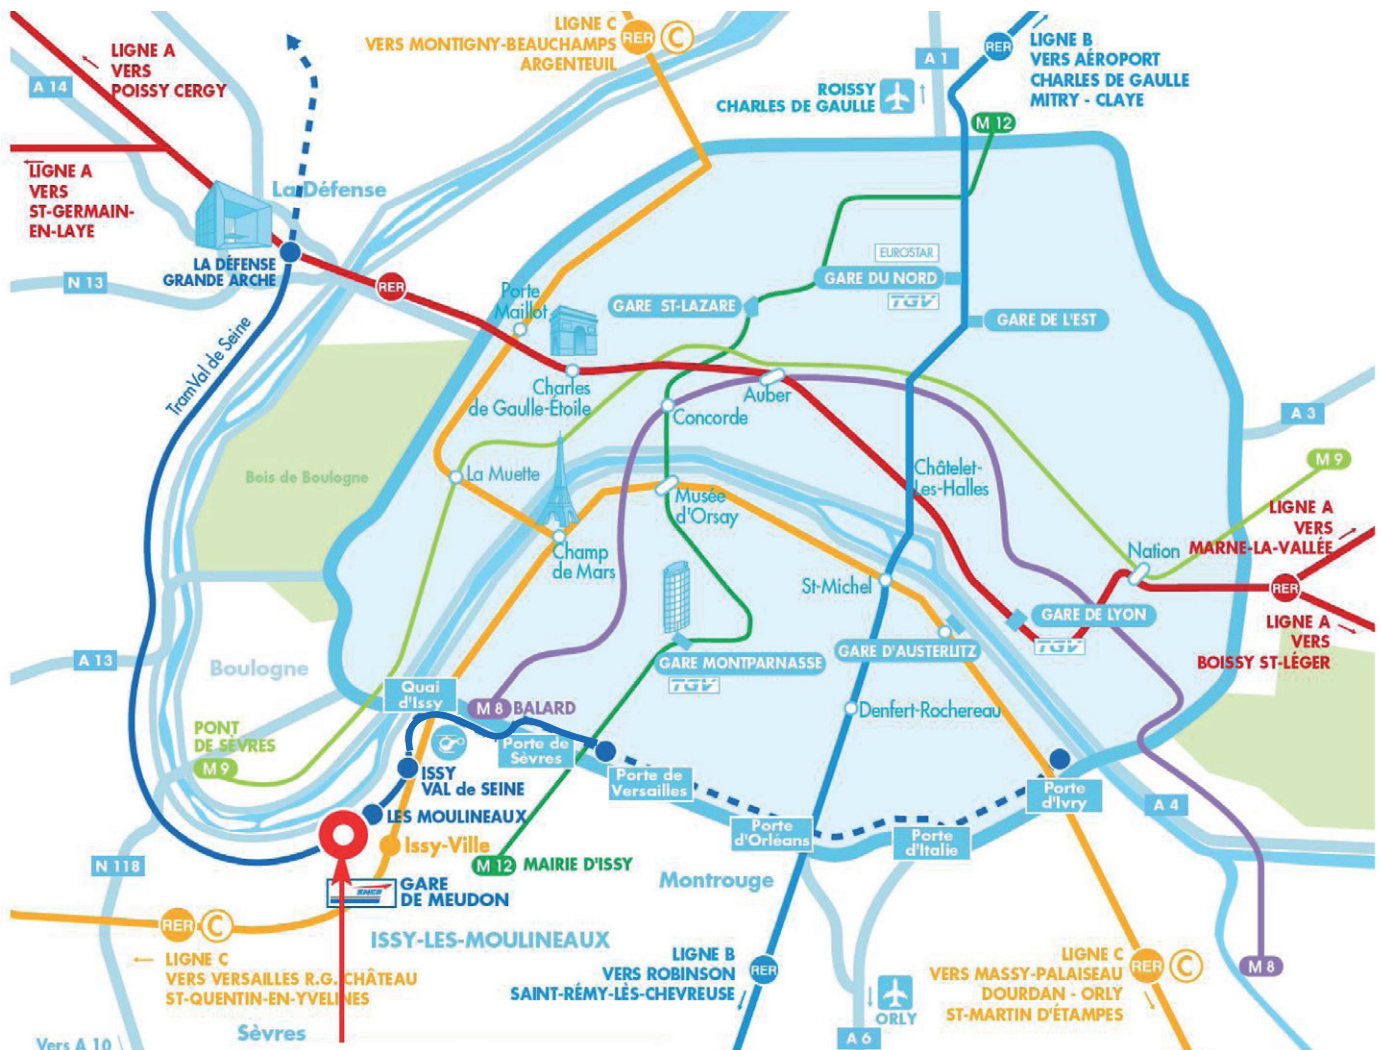 LIGNE A
VERS
POISSY CERGY
LIGNE C
VERS MONTIGNY-BEAUCHAMPS
ARGENTEUIL
RER
C
A 1
RER
LIGNE B
VERS AÉROPORT
CHARLES DE GAULLE
MITRY - CLAYE
A 14
ROISSY
CHARLES DE GAULLE
M 12
LIGNE A
VERS
ST-GERMAIN-
EN-LAYE
La Défense
LA DÉFENSE
GRANDE ARCHE
N 13
RER
EUROSTAR
GARE DU NORD
TGV
Porte
Maillot
GARE ST-LAZARE
GARE DE L'EST
TramVal de Seine
Charles
de Gaulle-Étoile
Auber
Concorde
A 3
Bois de Boulogne
La Muette
Châtelet-
Les-Halles
M 9
Musée
d'Orsay
LIGNE A
VERS
MARNE-LA-VALLÉE
Champ
de Mars
Nation
St-Michel
RER
GARE DE LYON
TGV
LIGNE A
VERS
BOISSY ST-LÉGER
A 13
Boulogne
GARE MONTPARNASSE
TGV
GARE D'AUSTERLITZ
Quai
d'Issy
M 8
BALARD
Denfert-Rochereau
PONT
DE SÈVRES
M 9
Porte de
Sèvres
ISSY
VAL de SEINE
Porte de
Versailles
Porte
d'Ivry
A 4
LES MOULINEAUX
Porte
d'Orléans
Porte
d'Italie
Issy-Ville
N 118
M 12
MAIRIE D'ISSY
SNCF
GARE
DE MEUDON
Montrouge
RER
C
ISSY-LES-MOULINEAUX
LIGNE C
VERS VERSAILLES R.G. CHÂTEAU
ST-QUENTIN-EN-YVELINES
LIGNE B
VERS ROBINSON
SAINT-RÉMY-LÈS-CHEVREUSE
RER
LIGNE C
VERS MASSY-PALAISEAU
DOURDAN - ORLY
ST-MARTIN D'ÉTAMPES
RER
C
M 8
ORLY
Sèvres
Vers A 10
A 6